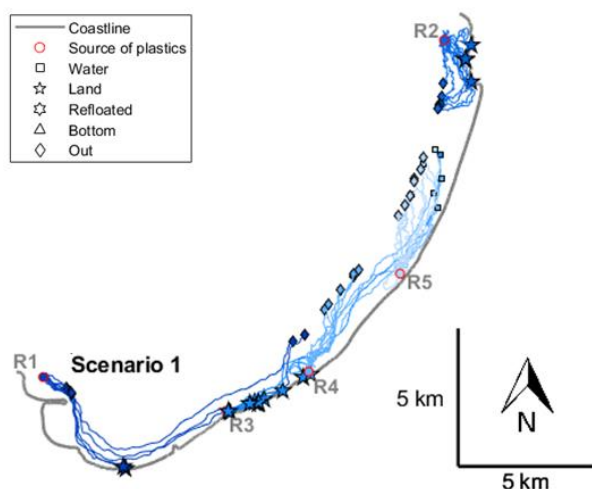 Coastline
Source of plastics
Water
Land
Refloated
Bottom
Out
R2
R5
R1
Scenario 1
R4
R3
5 km
N
5 km